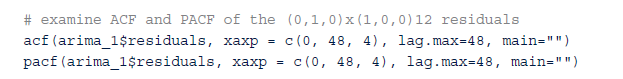 # examine ACF and PACF of the (0,1,0)x(1,0,0)12 residuals
acf(arima_1$residuals, xaxp = c(0, 48, 4), lag.max=48, main="")
pacf(arima_1$residuals, xaxp = c(0, 48, 4), lag.max=48, main="")